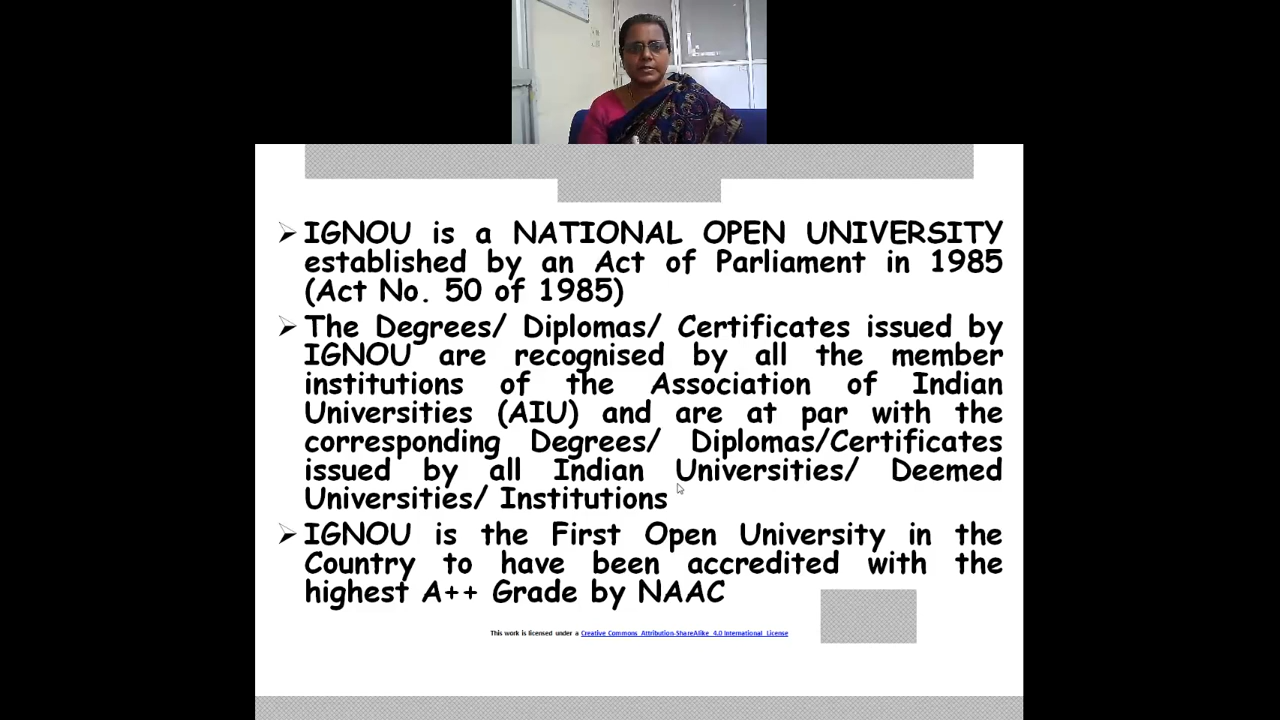 IGNOU is a NATIONAL OPEN UNIVERSITY
established by an Act of Parliament in 1985
(Act No. 50 of 1985)
The Degrees/ Diplomas/ Certificates issued by
IGNOU are recognised by all the member
institutions of the Association of Indian
Universities (AIU) and are at par with the
corresponding Degrees/ Diplomas/Certificates
issued by all Indian Universities/ Deemed
Universities/ Institutions
IGNOU is the First Open University in the
Country to have been accredited with the
highest A++ Grade by NAAC
This work is licensed under a Creative Commons Attribution-ShareAlike 4.0 International License